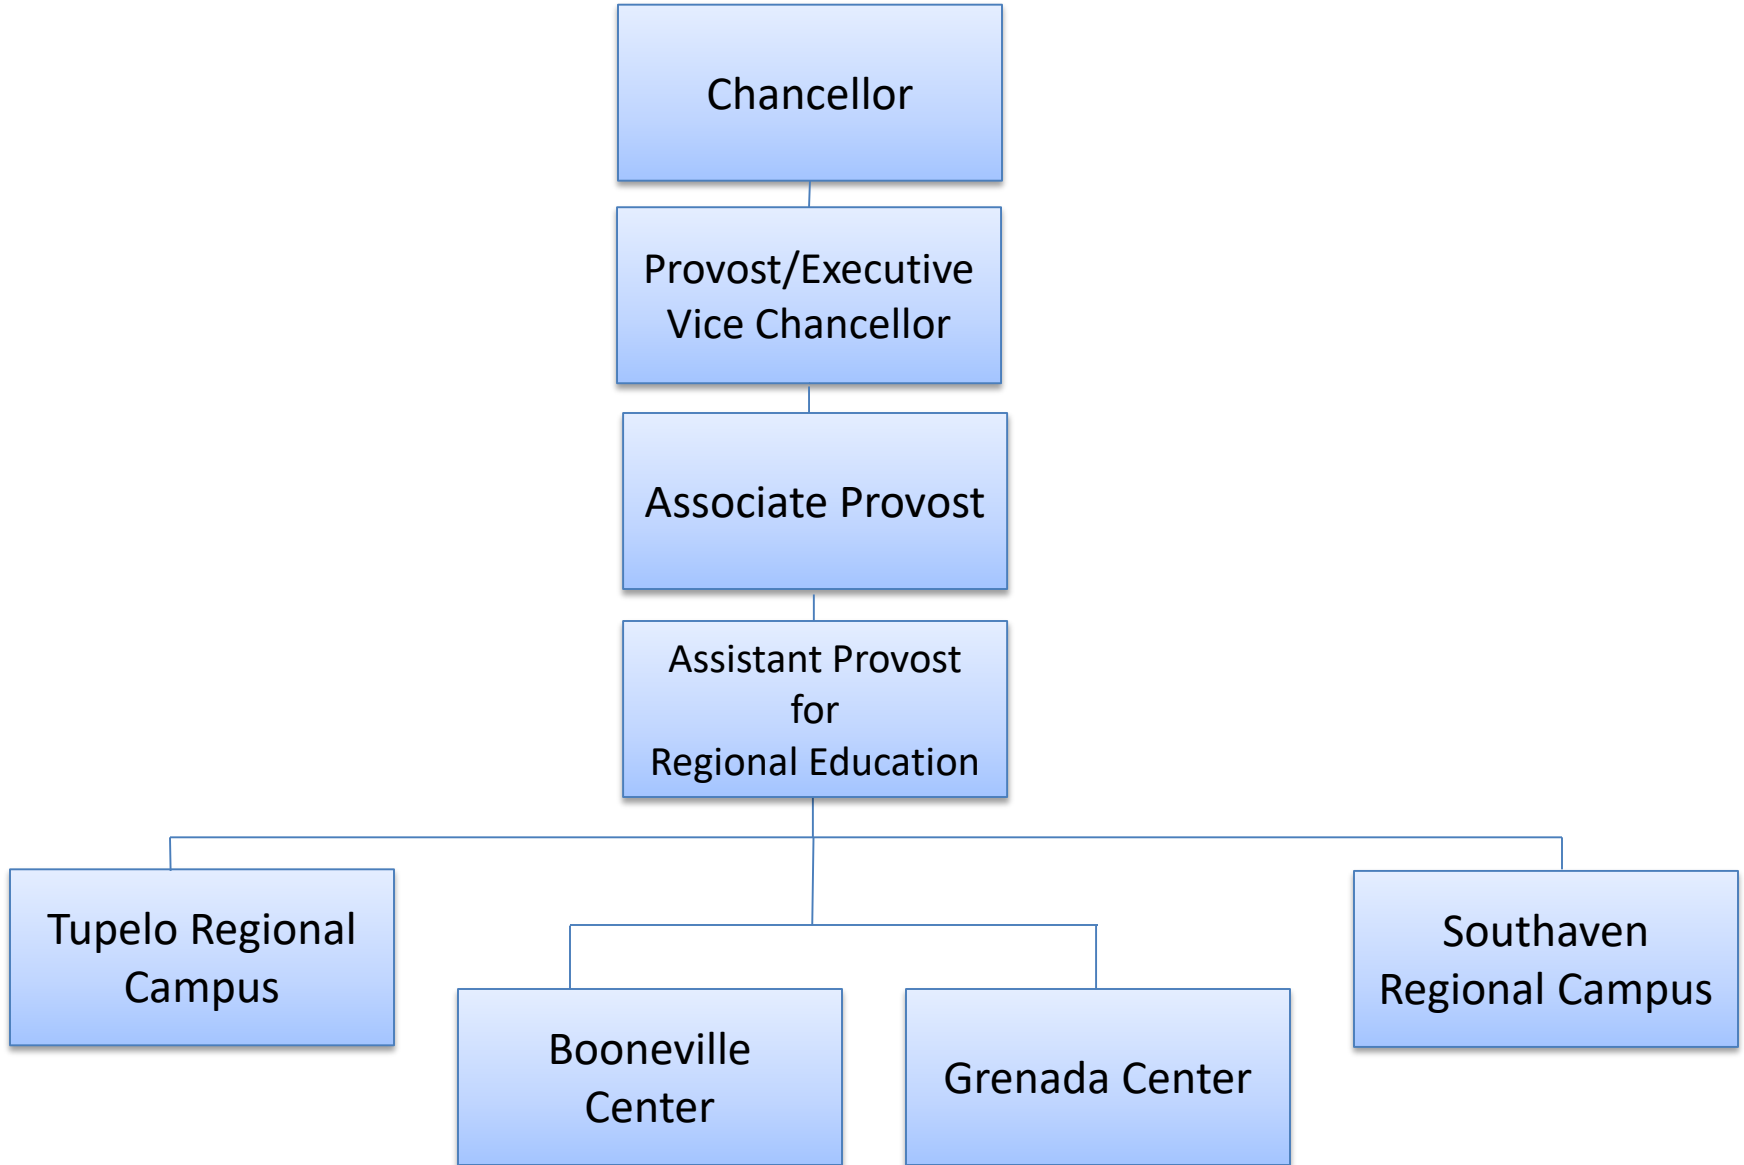 Chancellor
Provost/Executive
Vice Chancellor
Associate Provost
Assistant Provost
for
Regional Education
Tupelo Regional
Campus
Booneville
Center
Grenada Center
Southaven
Regional Campus